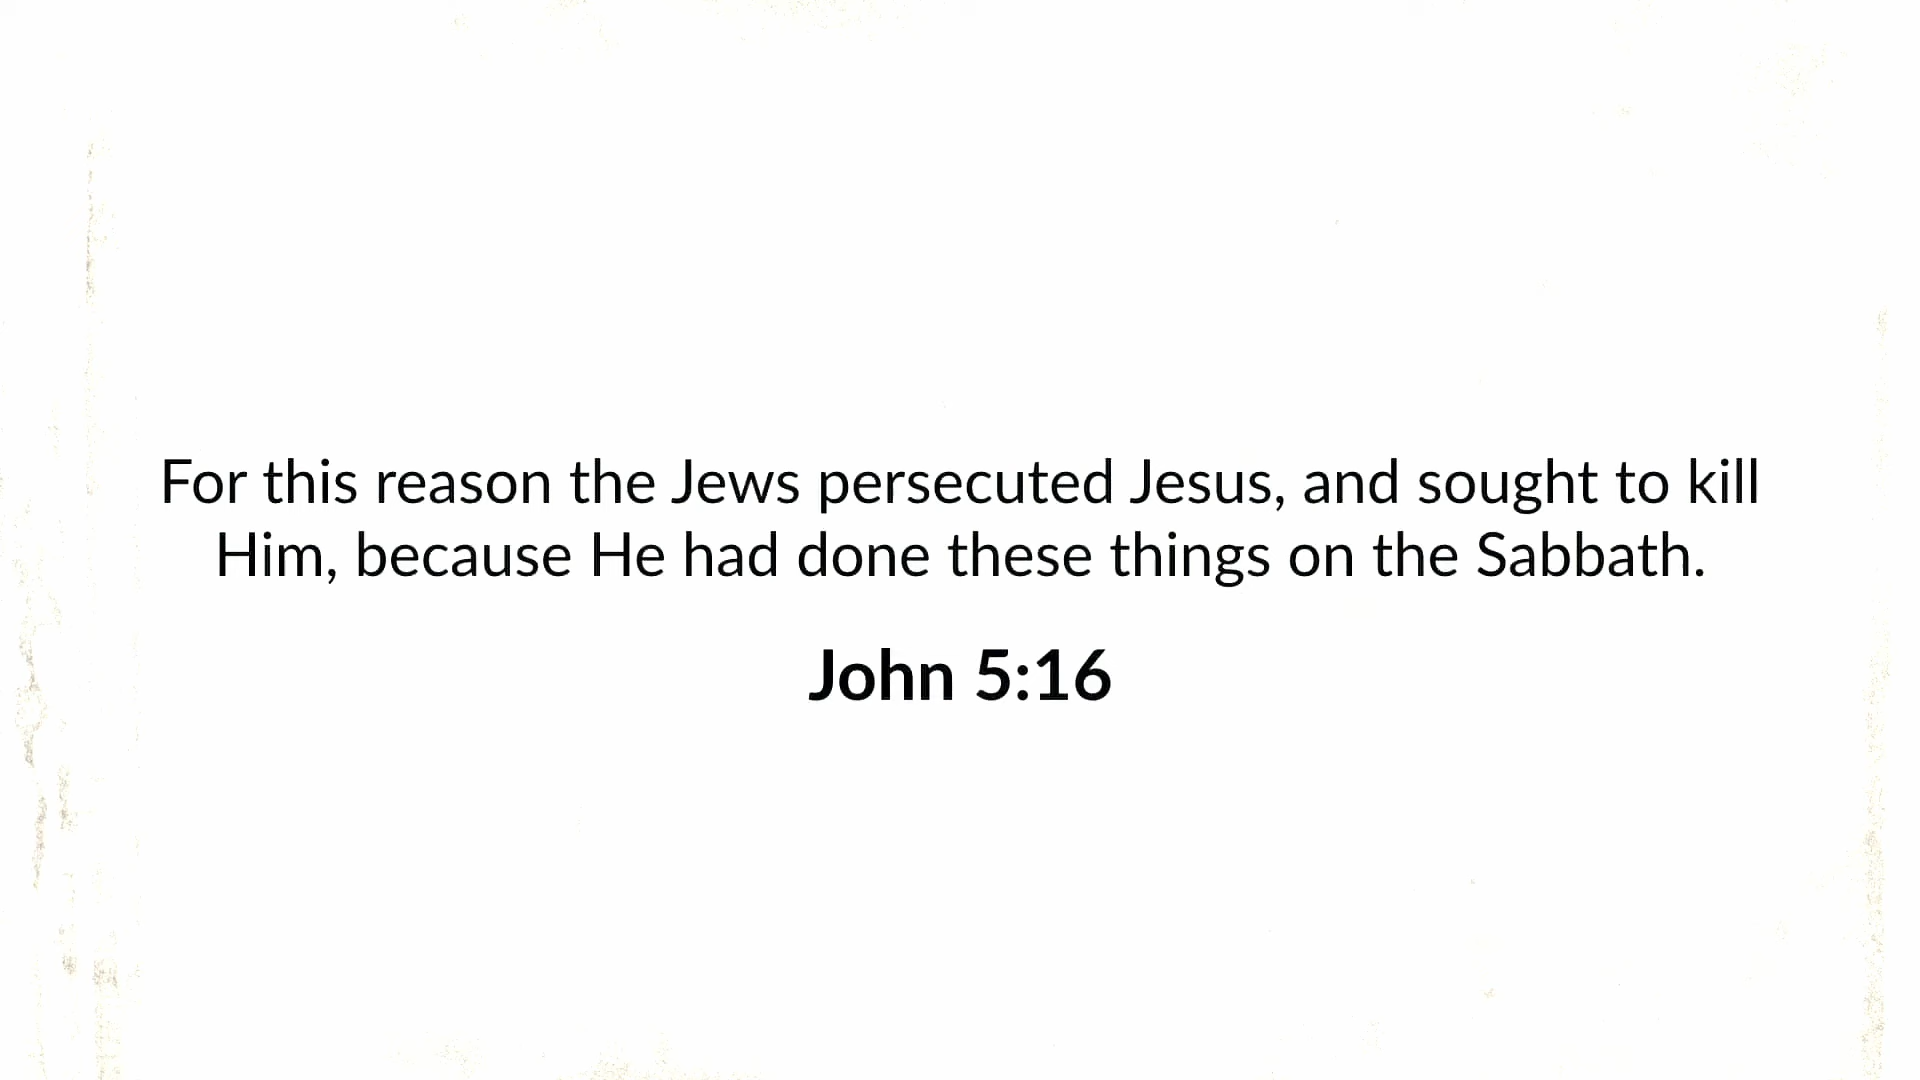 For this reason the Jews persecuted Jesus, and sought to kill
Him, because He had done these things on the Sabbath.
John 5:16